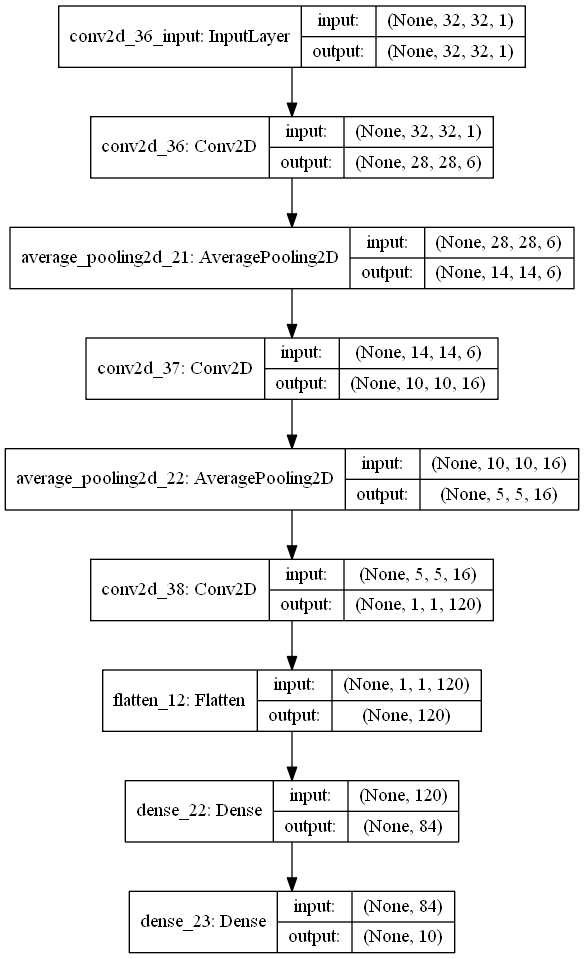 conv2d_36_input: InputLayer
input: (None, 32, 32, 1)
output: (None, 32, 32, 1)
conv2d_36: Conv2D
input: (None, 32, 32, 1)
output: (None, 28, 28, 6)
average_pooling2d_21: AveragePooling2D
input: (None, 28, 28, 6)
output: (None, 14, 14, 6)
conv2d_37: Conv2D
input: (None, 14, 14, 6)
output: (None, 10, 10, 16)
average_pooling2d_22: AveragePooling2D
input: (None, 10, 10, 16)
output: (None, 5, 5, 16)
conv2d_38: Conv2D
input: (None, 5, 5, 16)
output: (None, 1, 1, 120)
flatten_12: Flatten
input: (None, 1, 1, 120)
output: (None, 120)
dense_22: Dense
input: (None, 120)
output: (None, 84)
dense_23: Dense
input: (None, 84)
output: (None, 10)